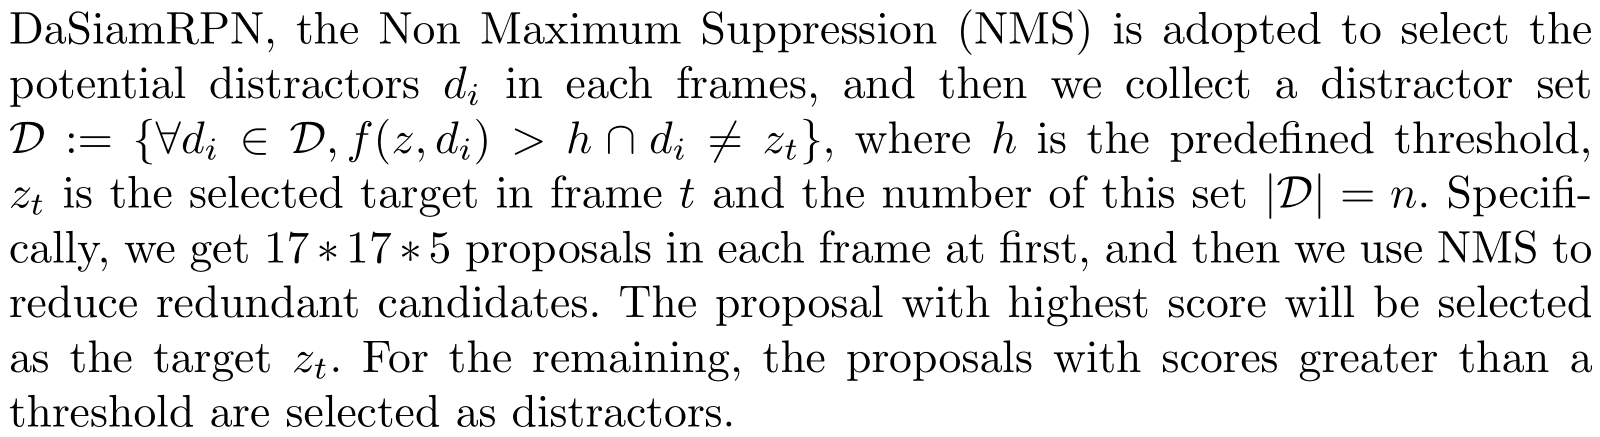 DaSiamRPN, the Non Maximum Suppression (NMS) is adopted to select the
potential distractors $d_i$ in each frames, and then we collect a distractor set
$\mathcal{D} := \{\forall d_i \in \mathcal{D}, f(z, d_i) > h \cap d_i \neq z_t\}$, where $h$ is the predefined threshold,
$z_t$ is the selected target in frame $t$ and the number of this set $|\mathcal{D}| = n$. Specifi-
cally, we get $17 * 17 * 5$ proposals in each frame at first, and then we use NMS to
reduce redundant candidates. The proposal with highest score will be selected
as the target $z_t$. For the remaining, the proposals with scores greater than a
threshold are selected as distractors.